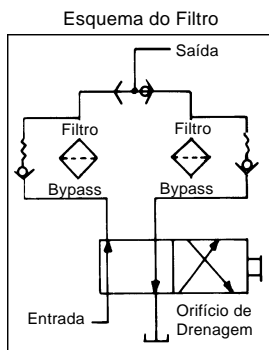 Esquema do Filtro
Saída
Filtro
Filtro
Bypass
Bypass
Entrada
Orifício de
Drenagem